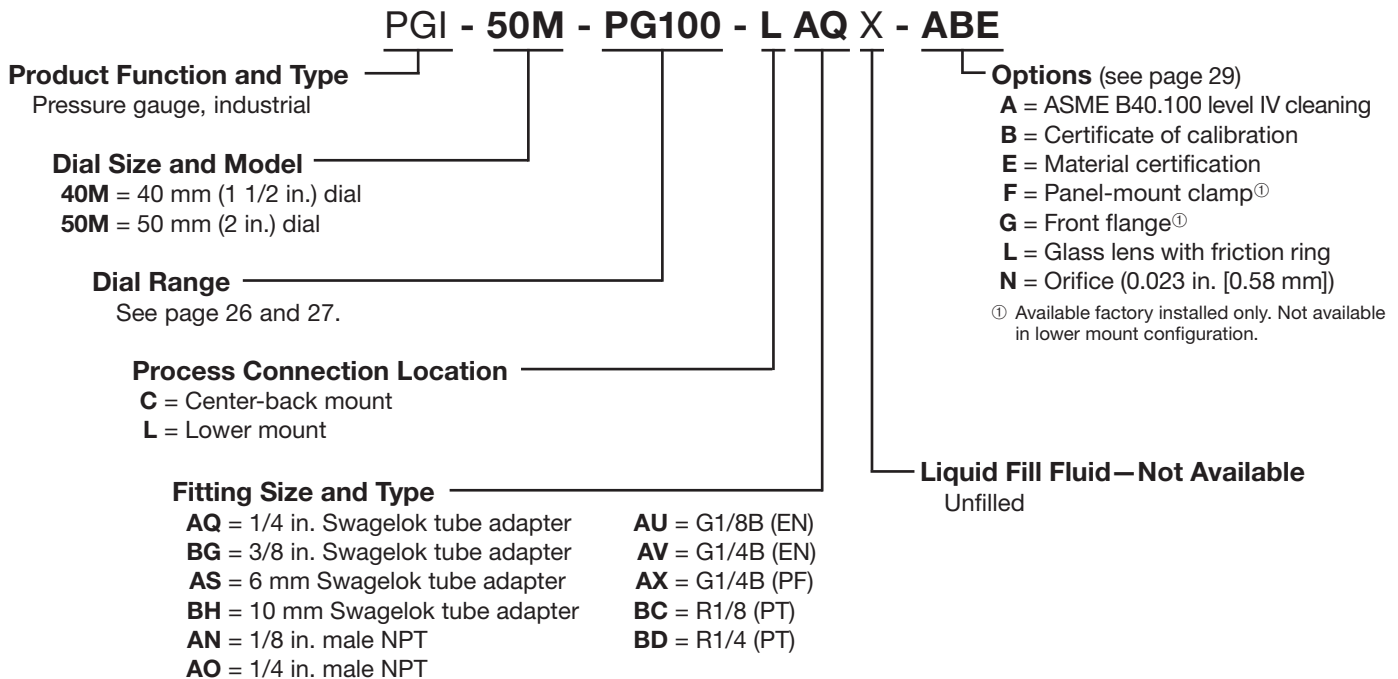 PGI - 50M - PG100 - L AQ X - ABE
Product Function and Type
Pressure gauge, industrial
Dial Size and Model
40M = 40 mm (1 1/2 in.) dial
50M = 50 mm (2 in.) dial
Dial Range
See page 26 and 27.
Process Connection Location
C = Center-back mount
L = Lower mount
Fitting Size and Type
AQ = 1/4 in. Swagelok tube adapter
BG = 3/8 in. Swagelok tube adapter
AS = 6 mm Swagelok tube adapter
BH = 10 mm Swagelok tube adapter
AN = 1/8 in. male NPT
AO = 1/4 in. male NPT
AU = G1/8B (EN)
AV = G1/4B (EN)
AX = G1/4B (PF)
BC = R1/8 (PT)
BD = R1/4 (PT)
Options (see page 29)
A = ASME B40.100 level IV cleaning
B = Certificate of calibration
E = Material certification
F = Panel-mount clamp①
G = Front flange①
L = Glass lens with friction ring
N = Orifice (0.023 in. [0.58 mm])
① Available factory installed only. Not available
in lower mount configuration.
Liquid Fill Fluid—Not Available
Unfilled